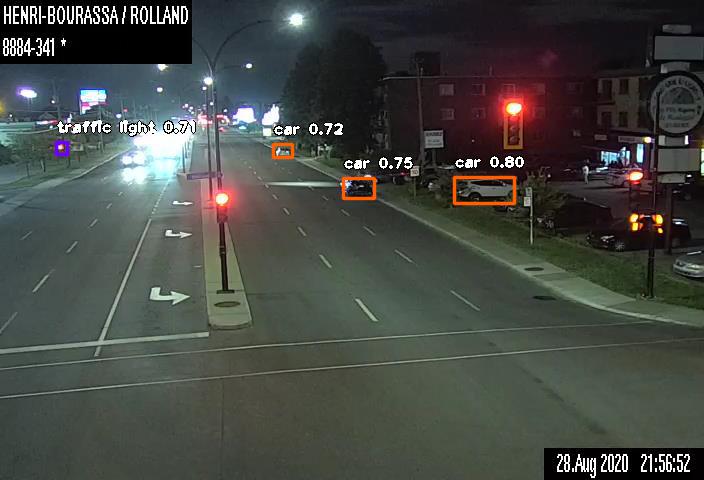 HENRI-BOURASSA / ROLLAND
8884-341 *
traffic light 0.71
car 0.72
car 0.75
car 0.80
28.Aug 2020 21:56:52